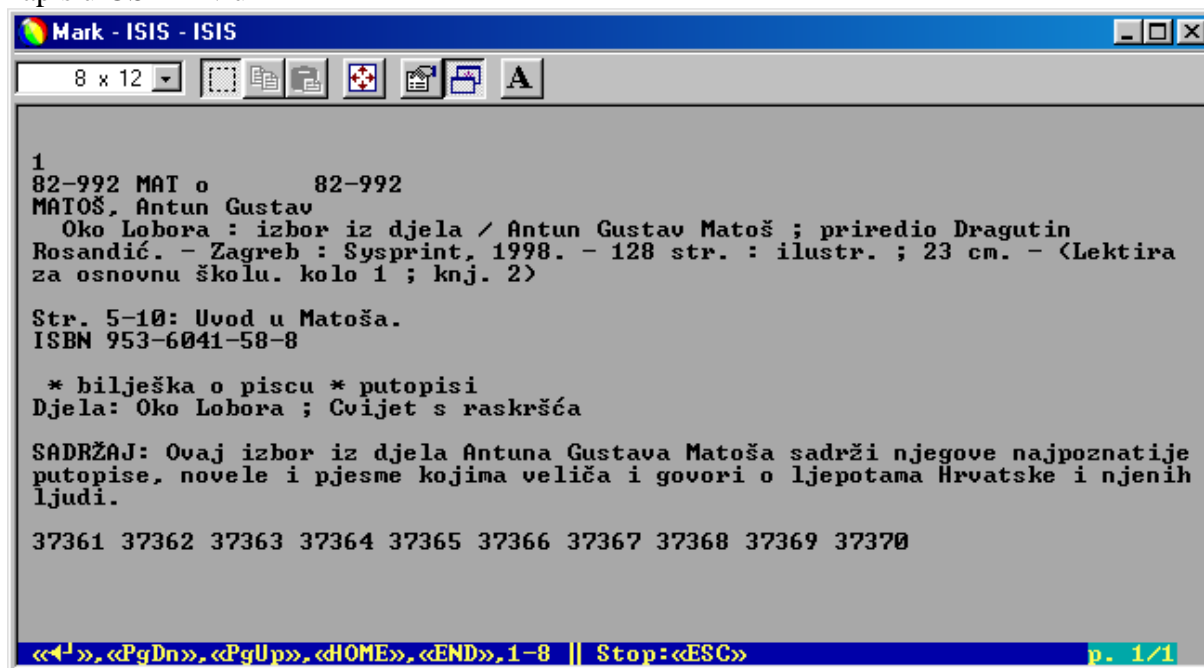 Mark - ISIS - ISIS
8 x 12
A
1
82-992 MAT o 82-992
MATOŠ, Antun Gustav
Oko Lobora : izbor iz djela / Antun Gustav Matoš ; priredio Dragutin
Rosandić. - Zagreb : Sysprint, 1998. - 128 str. : ilustr. ; 23 cm. - (Lektira
za osnovnu školu. kolo 1 ; knj. 2)
Str. 5-10: Uvod u Matoša.
ISBN 953-6041-58-8
* bilješka o piscu * putopisi
Djela: Oko Lobora ; Cvijet s raskršća
SADRŽAJ: Ovaj izbor iz djela Antuna Gustava Matoša sadrži njegove najpoznatije
putopise, novele i pjesme kojima veliča i govori o ljepotama Hrvatske i njenih
ljudi.
37361 37362 37363 37364 37365 37366 37367 37368 37369 37370
«◄┘»,«PgDn»,«PgUp»,«HOME»,«END»,1-8 || Stop:«ESC» p. 1/1